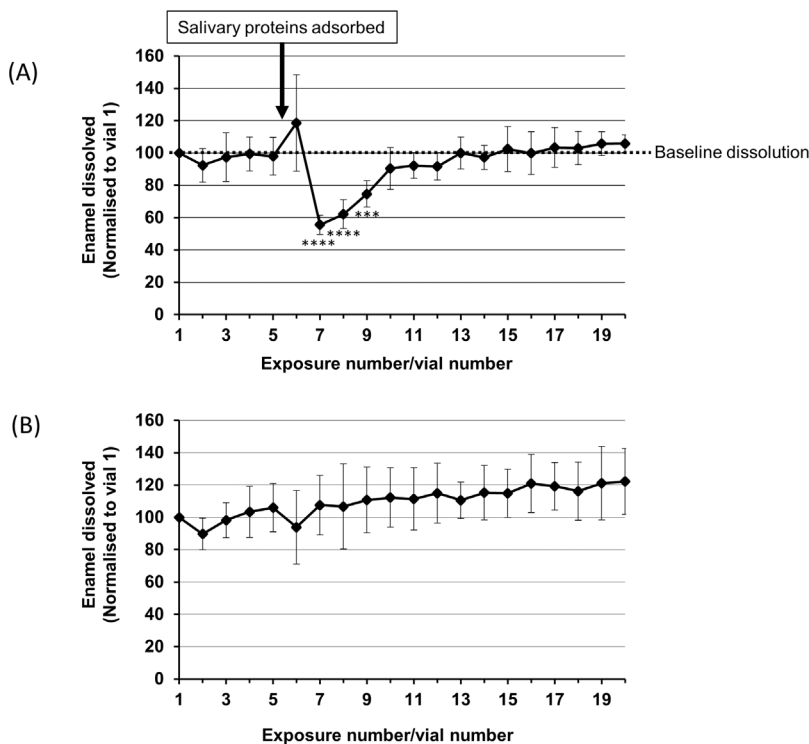 Salivary proteins adsorbed
(A)
Enamel dissolved
(Normalised to vial 1)
160
140
120
100
80
60
40
20
0
Baseline dissolution
****
****
***
1 3 5 7 9 11 13 15 17 19
Exposure number/vial number
(B)
Enamel dissolved
(Normalised to vial 1)
160
140
120
100
80
60
40
20
0
1 3 5 7 9 11 13 15 17 19
Exposure number/vial number